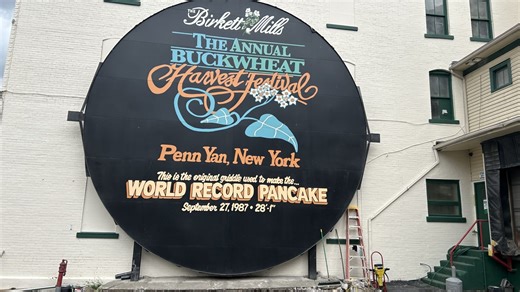 The Birkett Mills
The Annual
Buckwheat
Harvest Festival
Penn Yan, New York
This is the original griddle used to make the...
WORLD RECORD PANCAKE
September 27, 1987 • 28'-1"